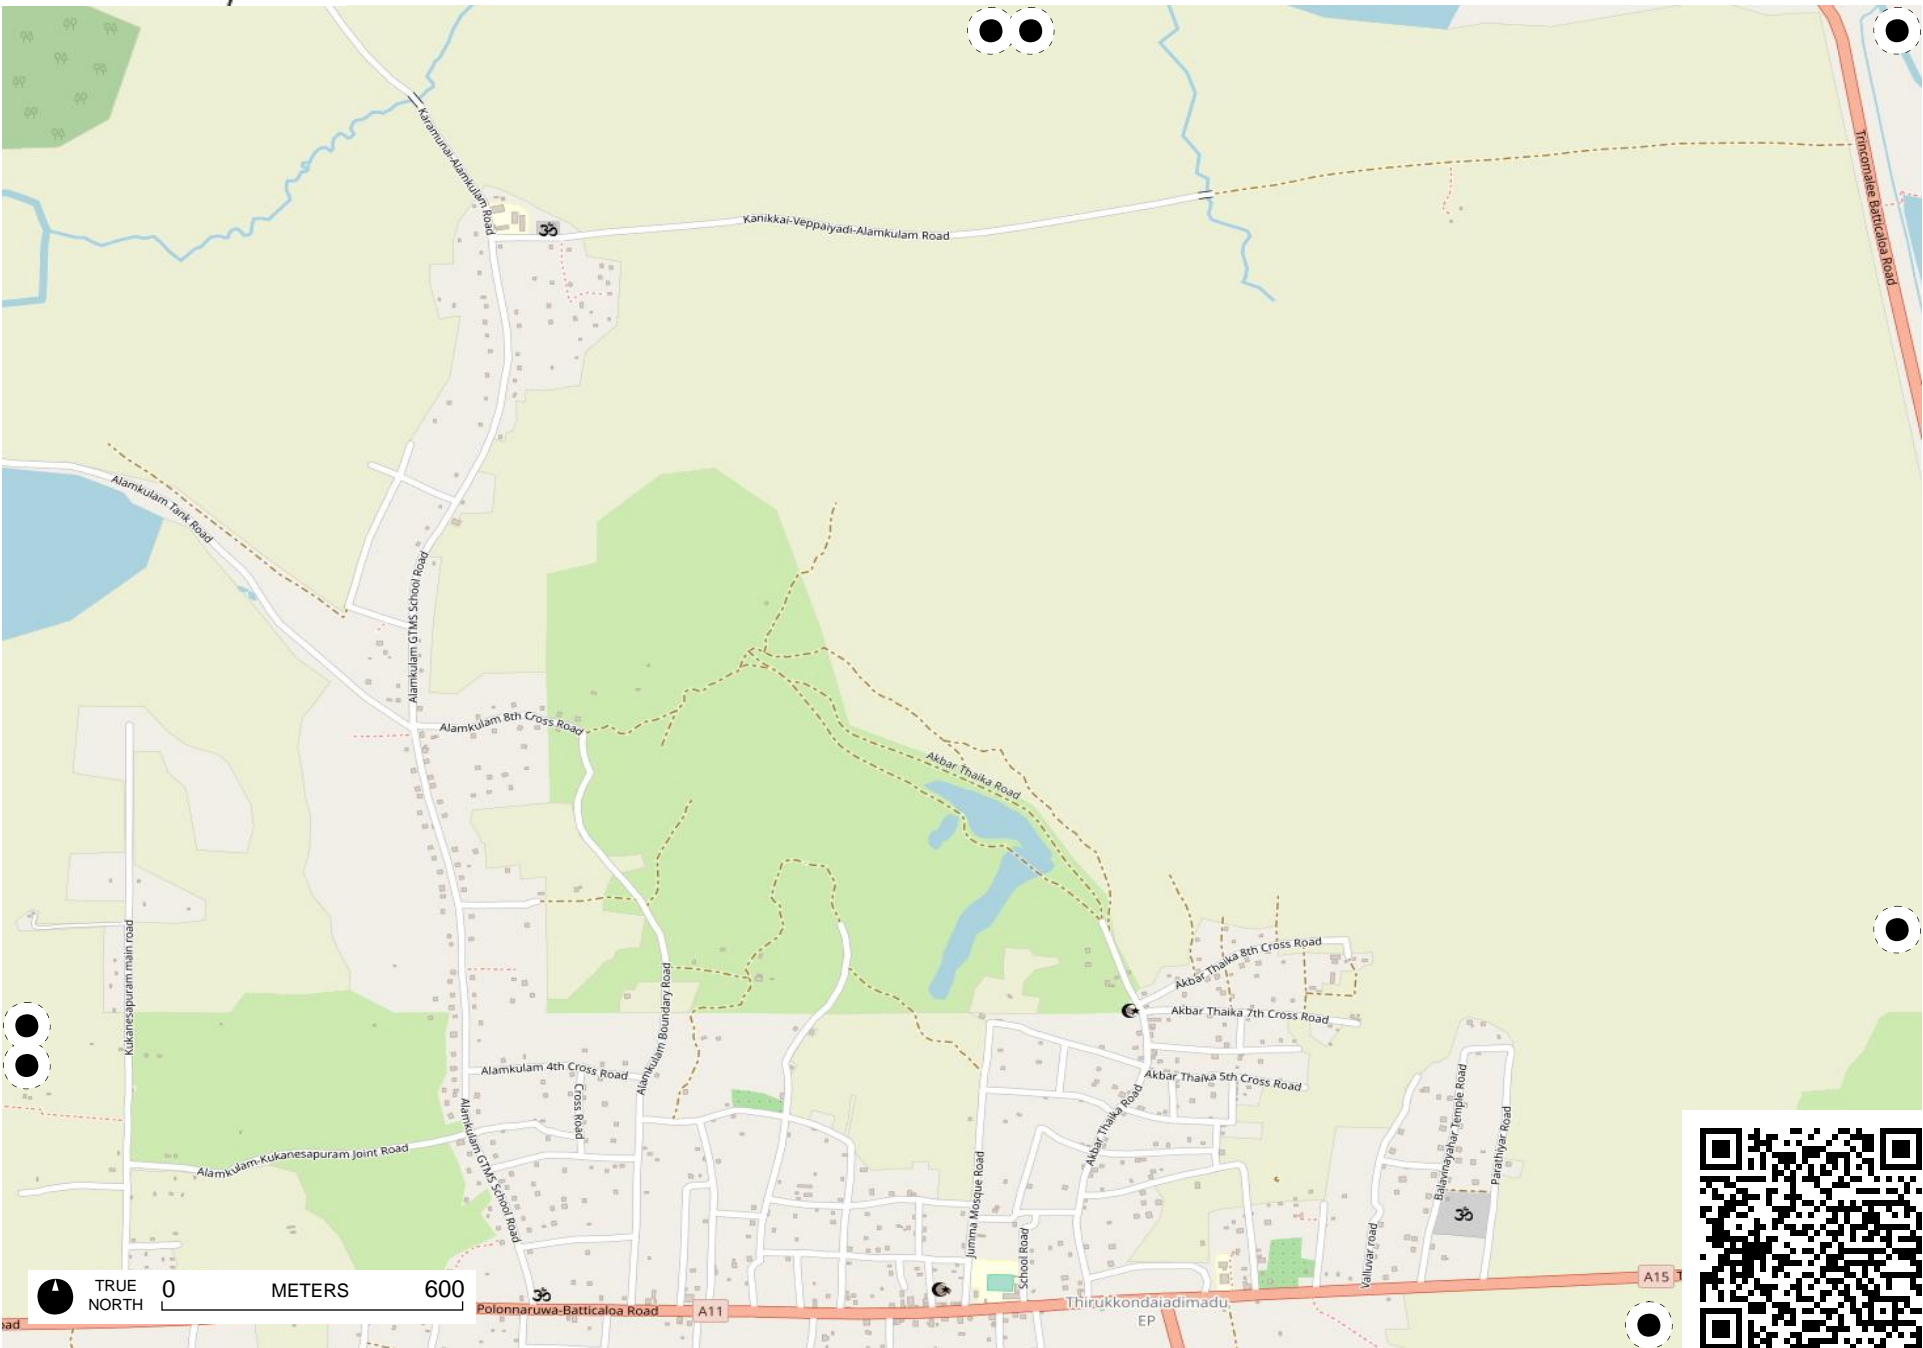 Karamunai-Alamkulam Road
Trincomalee Batticaloa Road
ॐ
Kanikkai-Veppaiyadi-Alamkulam Road
Alamkulam Tank Road
Alamkulam GTMS School Road
Alamkulam 8th Cross Road
Akbar Thaika Road
Kukanesapuram main road
Alamkulam Boundary Road
Akbar Thaika 8th Cross Road
Akbar Thaika 7th Cross Road
Alamkulam 4th Cross Road
Cross Road
Akbar Thaika 5th Cross Road
Akbar Thaika Road
Alamkulam-Kukanesapuram Joint Road
Alamkulam GTMS School Road
Jumma Mosque Road
School Road
Balavinayahar Temple Road
Parathiyar Road
Valluvar road
ॐ
A15 T
TRUE
NORTH
0 METERS 600
ॐ
Polonnaruwa-Batticaloa Road
A11
Thirukkondaiadimadu
EP
oad